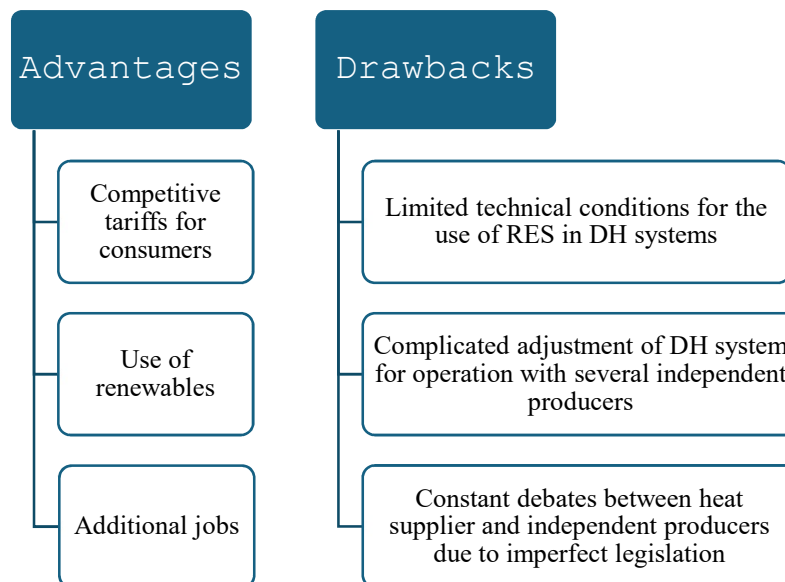 Advantages
Competitive
tariffs for
consumers
Use of
renewables
Additional jobs
Drawbacks
Limited technical conditions for the
use of RES in DH systems
Complicated adjustment of DH system
for operation with several independent
producers
Constant debates between heat
supplier and independent producers
due to imperfect legislation